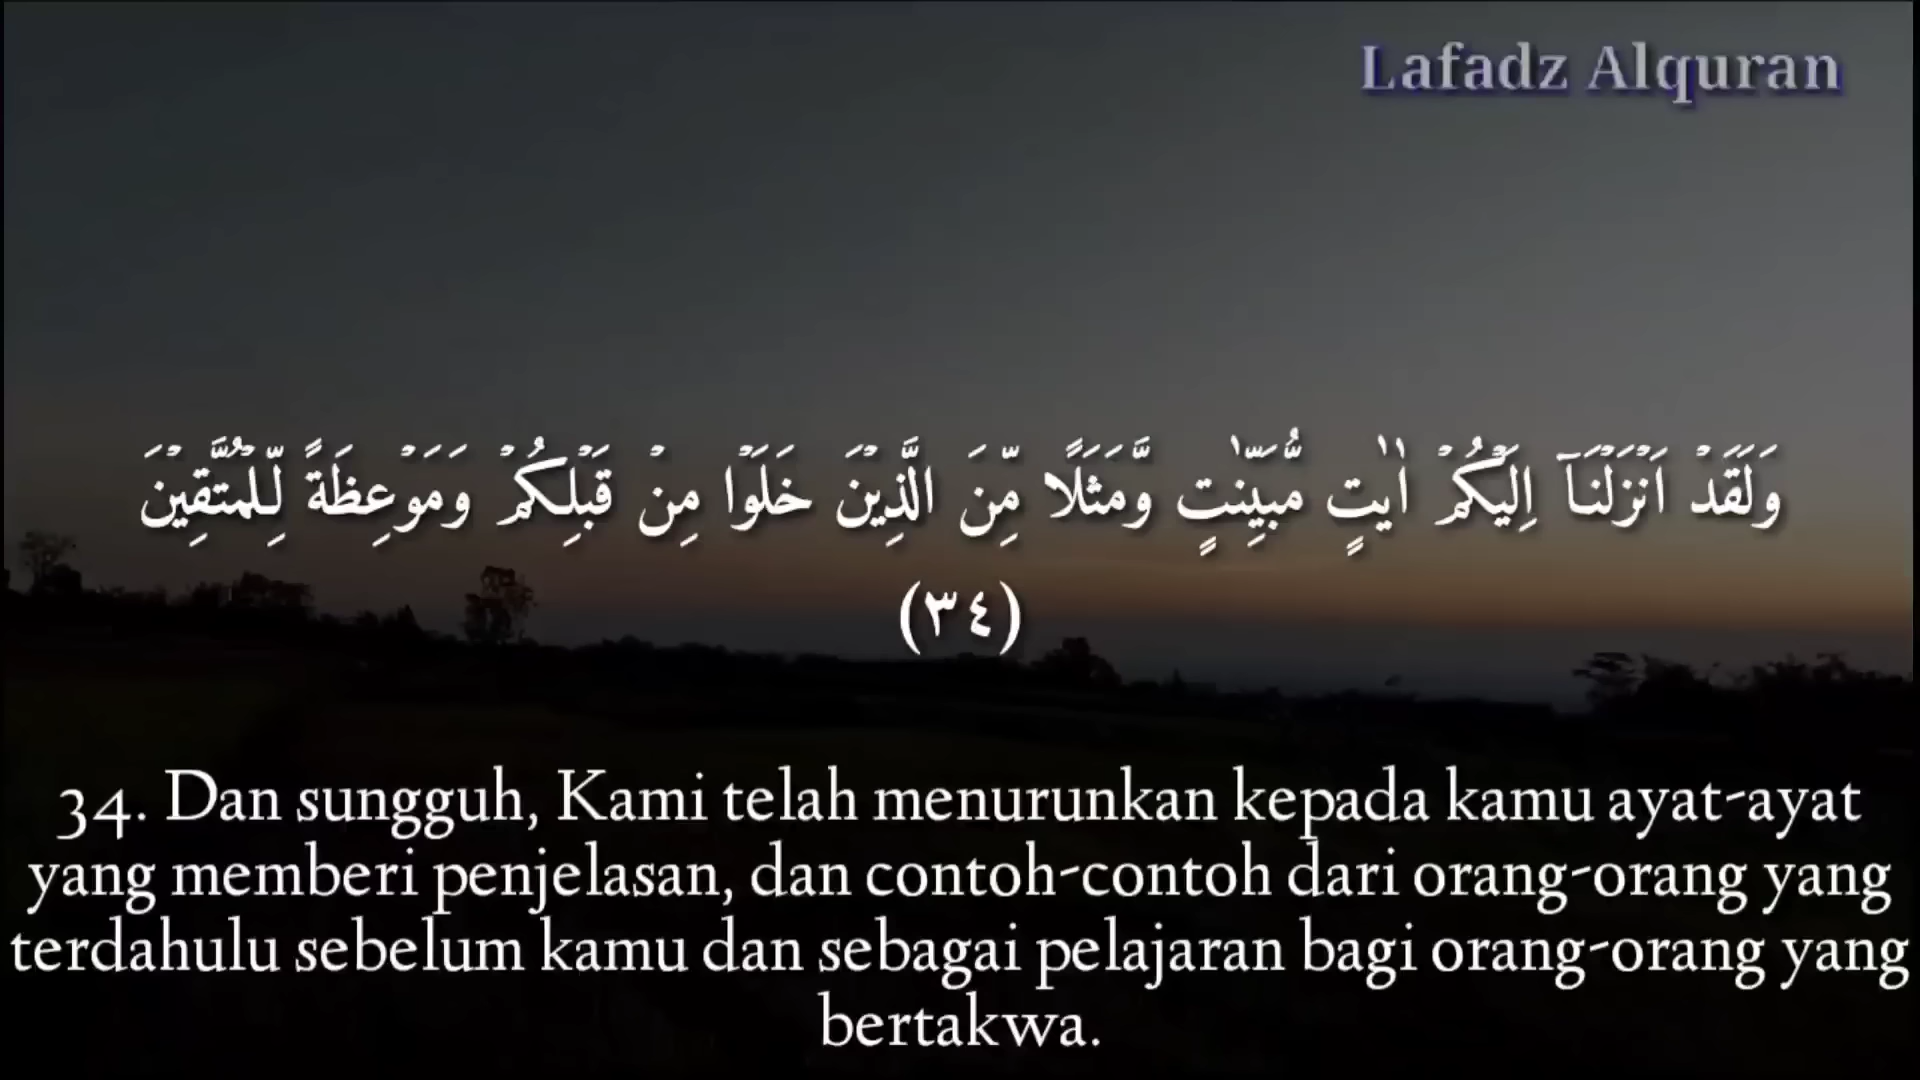 Lafadz Alquran
وَلَقَدْ اَنْزَلْنَآ اِلَيْكُمْ اٰيٰتٍ مُّبَيِّنٰتٍ وَّمَثَلًا مِّنَ الَّذِيْنَ خَلَوْا مِنْ قَبْلِكُمْ وَمَوْعِظَةً لِّلْمُتَّقِيْنَ
(٣٤)
34. Dan sungguh, Kami telah menurunkan kepada kamu ayat-ayat
yang memberi penjelasan, dan contoh-contoh dari orang-orang yang
terdahulu sebelum kamu dan sebagai pelajaran bagi orang-orang yang
bertakwa.